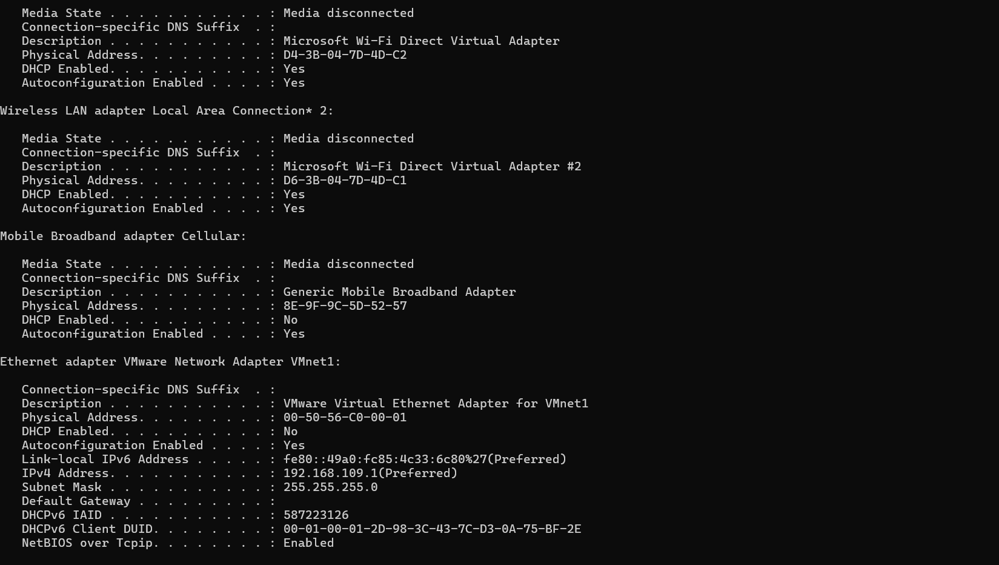 Media State . . . . . . . . . . . : Media disconnected
Connection-specific DNS Suffix  . :
Description . . . . . . . . . . . : Microsoft Wi-Fi Direct Virtual Adapter
Physical Address. . . . . . . . . : D4-3B-04-7D-4D-C2
DHCP Enabled. . . . . . . . . . . : Yes
Autoconfiguration Enabled . . . . : Yes
Wireless LAN adapter Local Area Connection* 2:
Media State . . . . . . . . . . . : Media disconnected
Connection-specific DNS Suffix  . :
Description . . . . . . . . . . . : Microsoft Wi-Fi Direct Virtual Adapter #2
Physical Address. . . . . . . . . : D6-3B-04-7D-4D-C1
DHCP Enabled. . . . . . . . . . . : Yes
Autoconfiguration Enabled . . . . : Yes
Mobile Broadband adapter Cellular:
Media State . . . . . . . . . . . : Media disconnected
Connection-specific DNS Suffix  . :
Description . . . . . . . . . . . : Generic Mobile Broadband Adapter
Physical Address. . . . . . . . . : 8E-9F-9C-5D-52-57
DHCP Enabled. . . . . . . . . . . : No
Autoconfiguration Enabled . . . . : Yes
Ethernet adapter VMware Network Adapter VMnet1:
Connection-specific DNS Suffix  . :
Description . . . . . . . . . . . : VMware Virtual Ethernet Adapter for VMnet1
Physical Address. . . . . . . . . : 00-50-56-C0-00-01
DHCP Enabled. . . . . . . . . . . : No
Autoconfiguration Enabled . . . . : Yes
Link-local IPv6 Address . . . . . : fe80::49a0:fc85:4c33:6c80%27(Preferred)
IPv4 Address. . . . . . . . . . . : 192.168.109.1(Preferred)
Subnet Mask . . . . . . . . . . . : 255.255.255.0
Default Gateway . . . . . . . . . :
DHCPv6 IAID . . . . . . . . . . . : 587223126
DHCPv6 Client DUID. . . . . . . . : 00-01-00-01-2D-98-3C-43-7C-D3-0A-75-BF-2E
NetBIOS over Tcpip. . . . . . . . : Enabled